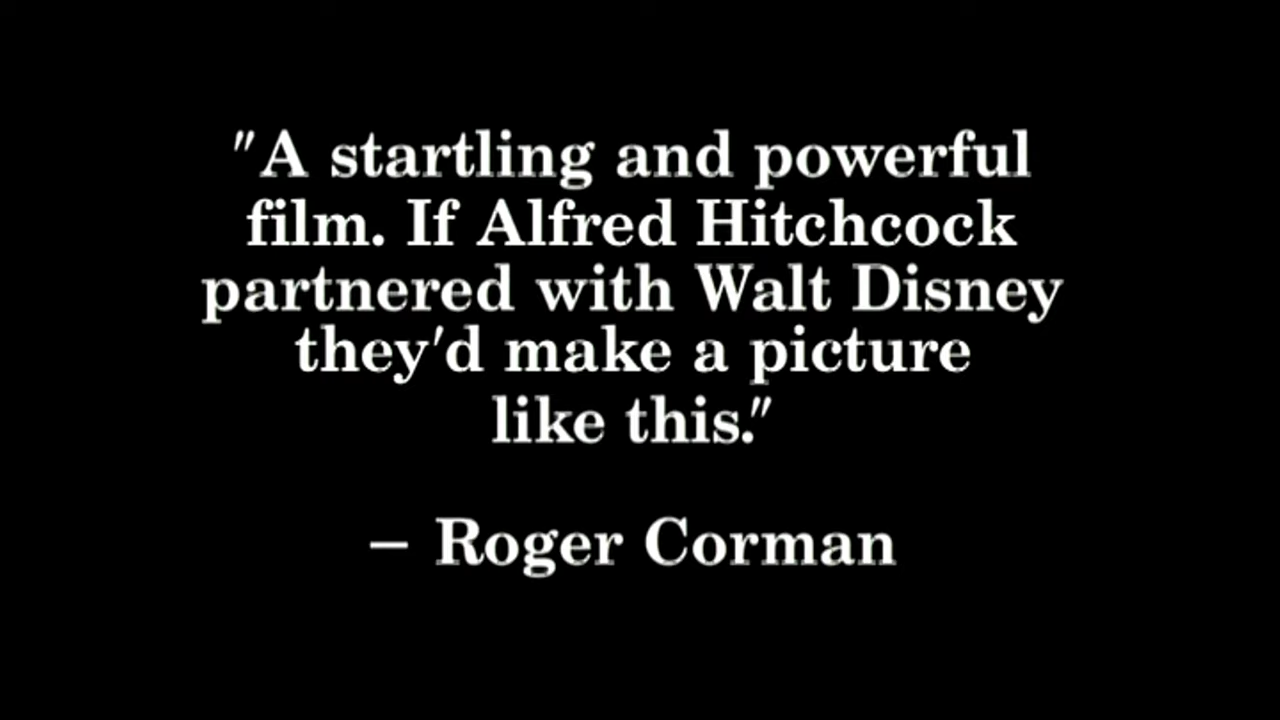 "A startling and powerful
film. If Alfred Hitchcock
partnered with Walt Disney
they'd make a picture
like this."
– Roger Corman